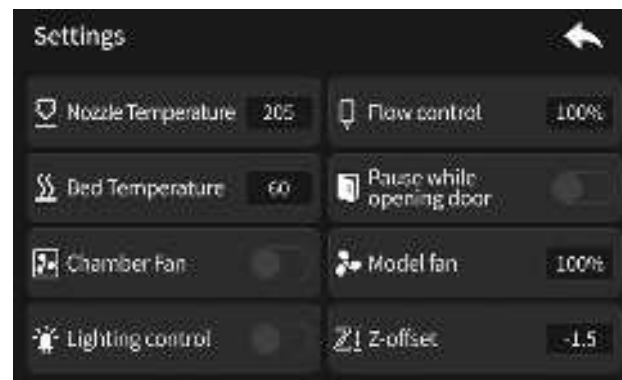 Settings
Nozzle Temperature 205
Flow control 100%
Bed Temperature 60
Pause while
opening door
Chamber Fan
Model fan 100%
Lighting control
Z-offset -1.5